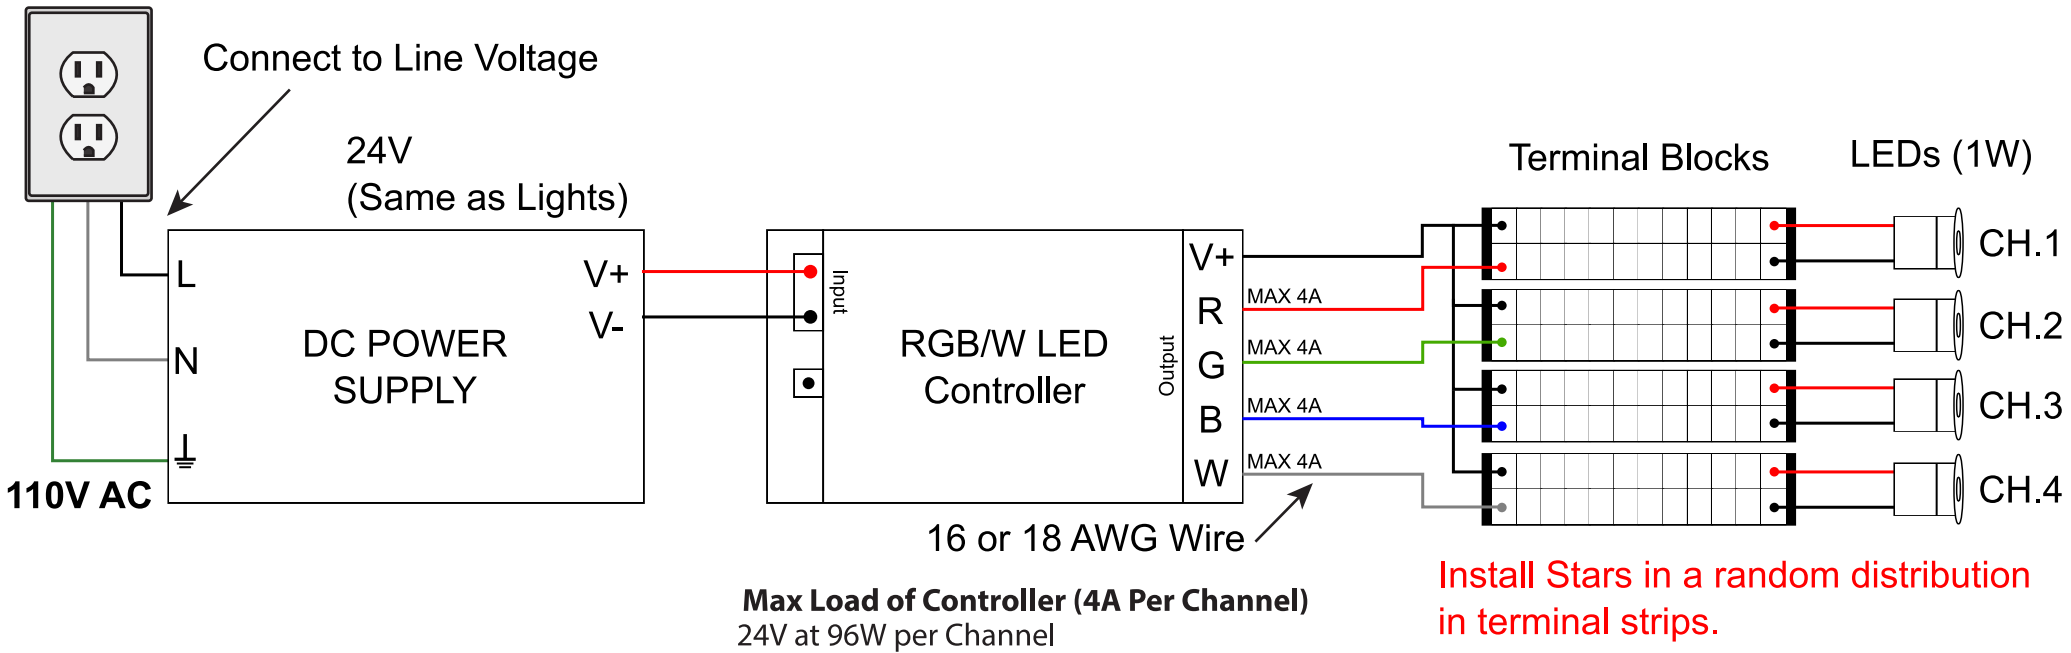 Connect to Line Voltage
24V
(Same as Lights)
Terminal Blocks
LEDs (1W)
L
N
110V AC
DC POWER
SUPPLY
V+
V-
Input
RGB/W LED
Controller
Output
V+
R
G
B
W
MAX 4A
MAX 4A
MAX 4A
MAX 4A
16 or 18 AWG Wire
CH.1
CH.2
CH.3
CH.4
Max Load of Controller (4A Per Channel)
24V at 96W per Channel
Install Stars in a random distribution
in terminal strips.